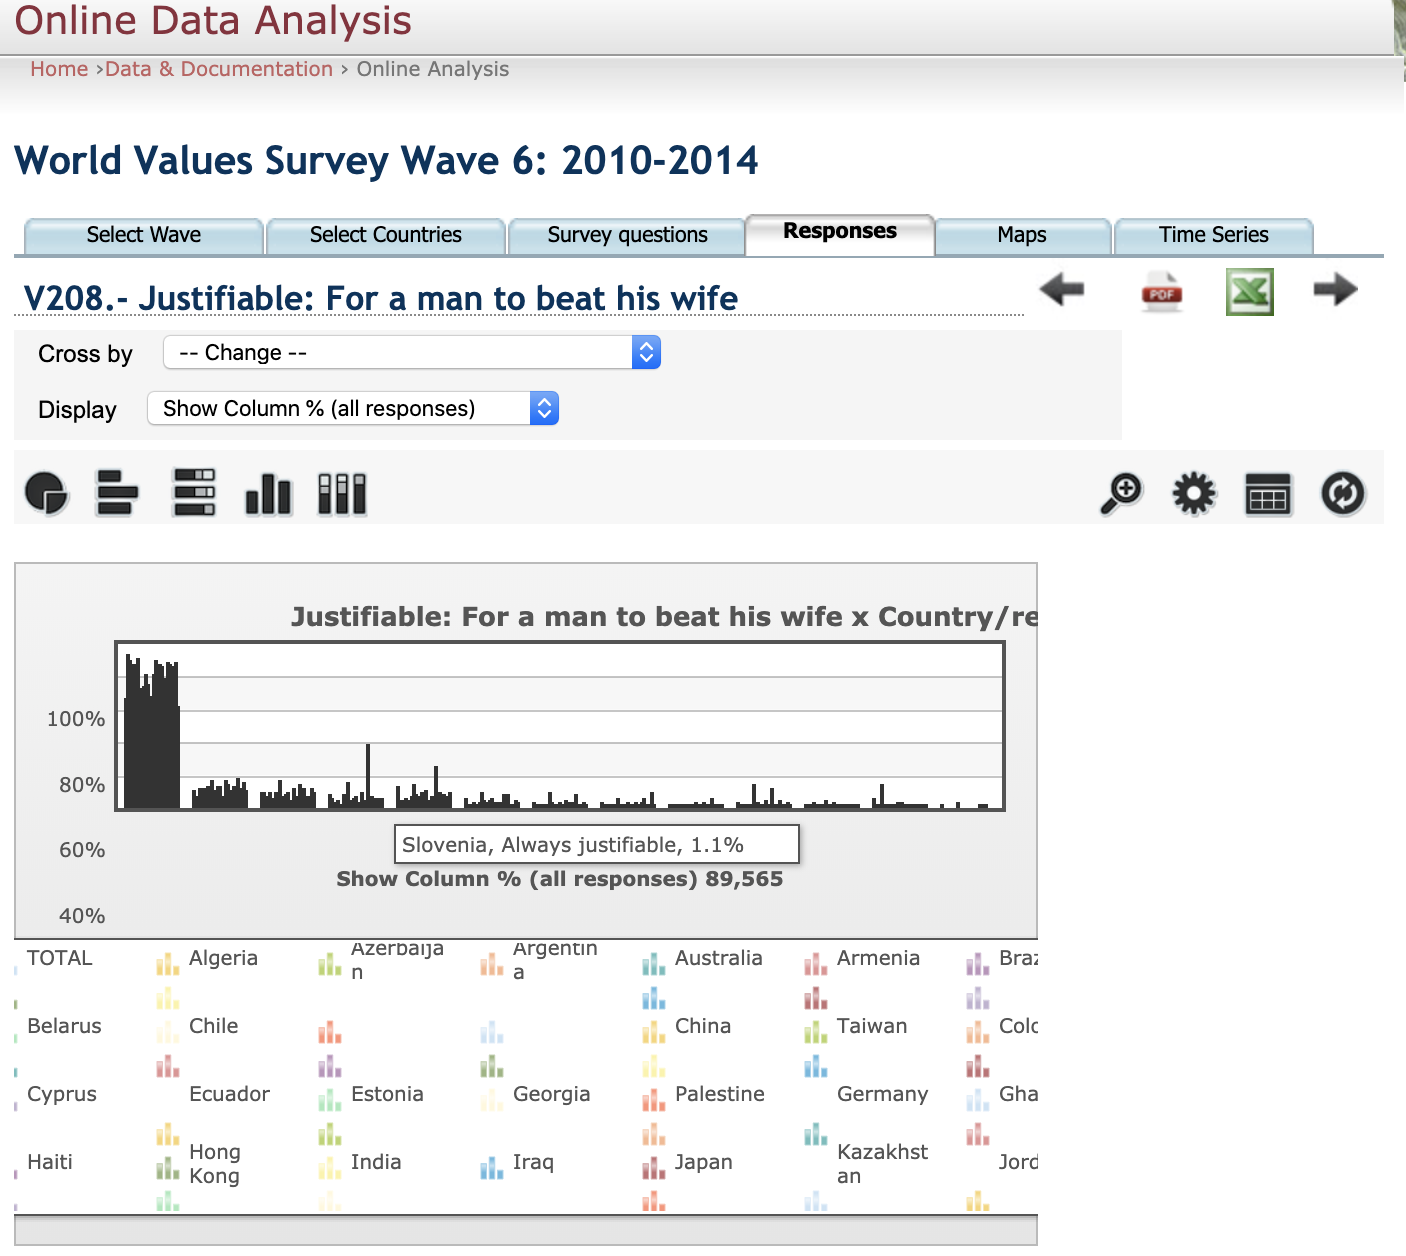 Online Data Analysis
Home ›Data & Documentation › Online Analysis
World Values Survey Wave 6: 2010-2014
Select Wave Select Countries Survey questions Responses Maps Time Series
V208.- Justifiable: For a man to beat his wife
PDF
Cross by -- Change --
Display Show Column % (all responses)
Justifiable: For a man to beat his wife x Country/re
100%
80%
60%
40%
Slovenia, Always justifiable, 1.1%
Show Column % (all responses) 89,565
TOTAL Algeria Azerbaijan Argentina Australia Armenia Braz
Belarus Chile China Taiwan Colo
Cyprus Ecuador Estonia Georgia Palestine Germany Gha
Haiti Hong Kong India Iraq Japan Kazakhstan Jord